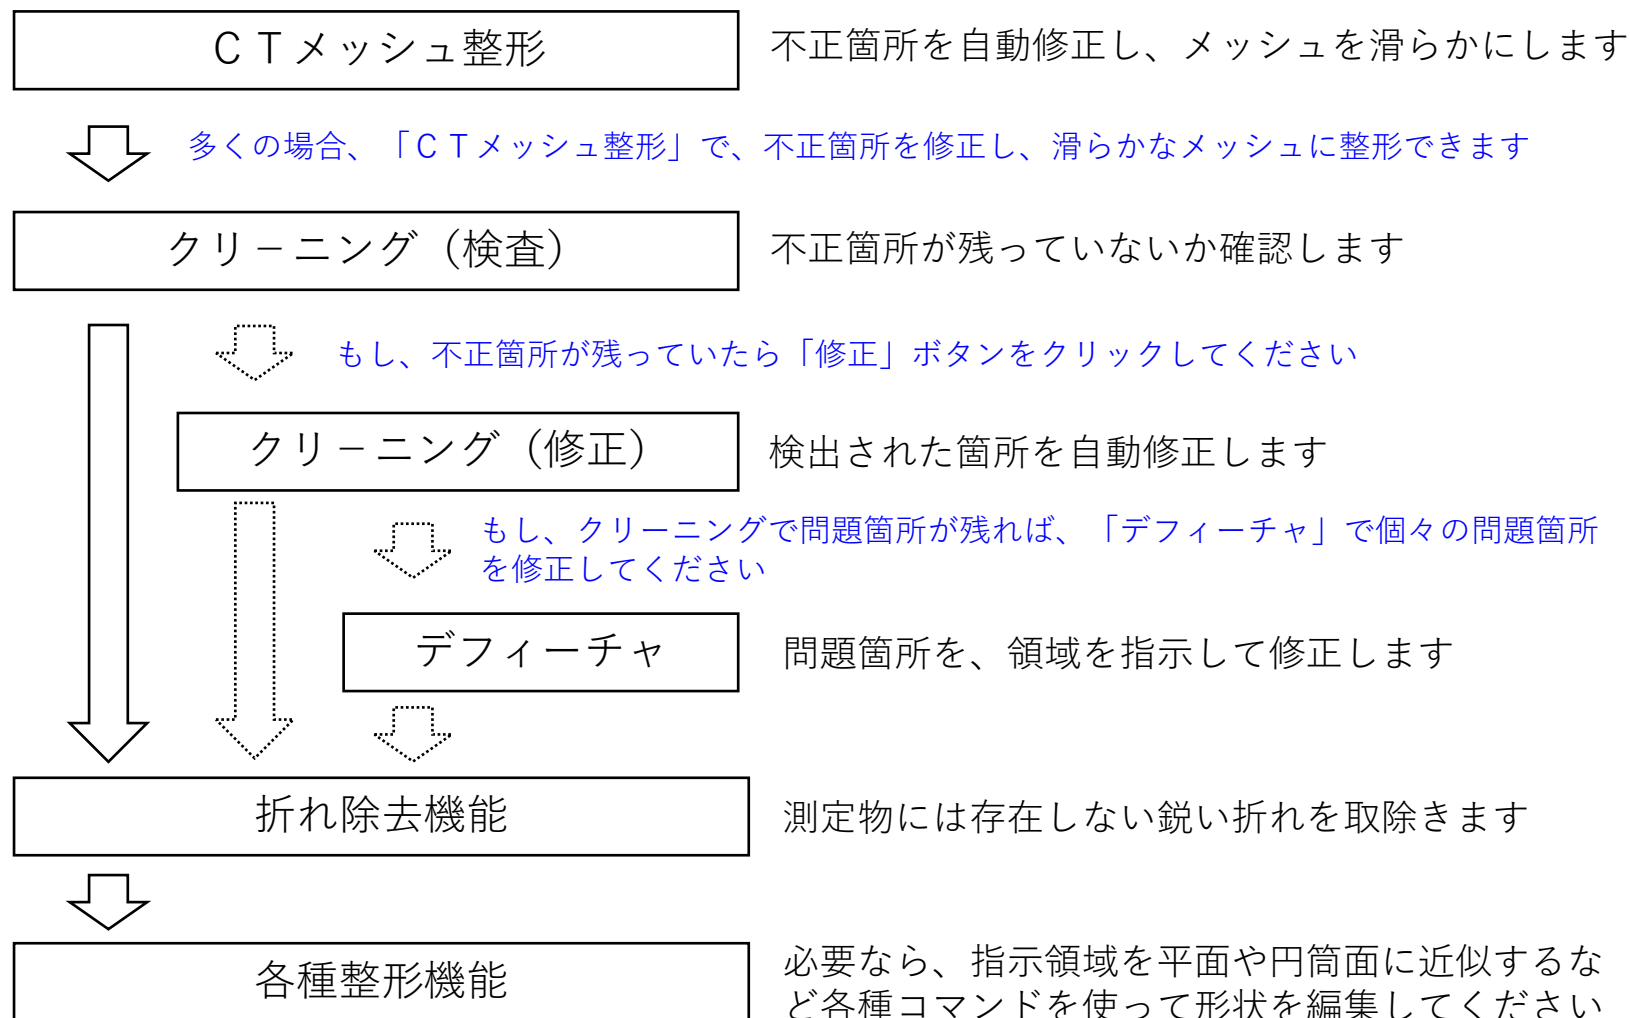 ＣＴメッシュ整形
不正箇所を自動修正し、メッシュを滑らかにします
多くの場合、「ＣＴメッシュ整形」で、不正箇所を修正し、滑らかなメッシュに整形できます
クリ－ニング（検査）
不正箇所が残っていないか確認します
もし、不正箇所が残っていたら「修正」ボタンをクリックしてください
クリ－ニング（修正）
検出された箇所を自動修正します
もし、クリーニングで問題箇所が残れば、「デフィーチャ」で個々の問題箇所
を修正してください
デフィーチャ
問題箇所を、領域を指示して修正します
折れ除去機能
測定物には存在しない鋭い折れを取除きます
各種整形機能
必要なら、指示領域を平面や円筒面に近似するな
ど各種コマンドを使って形状を編集してください